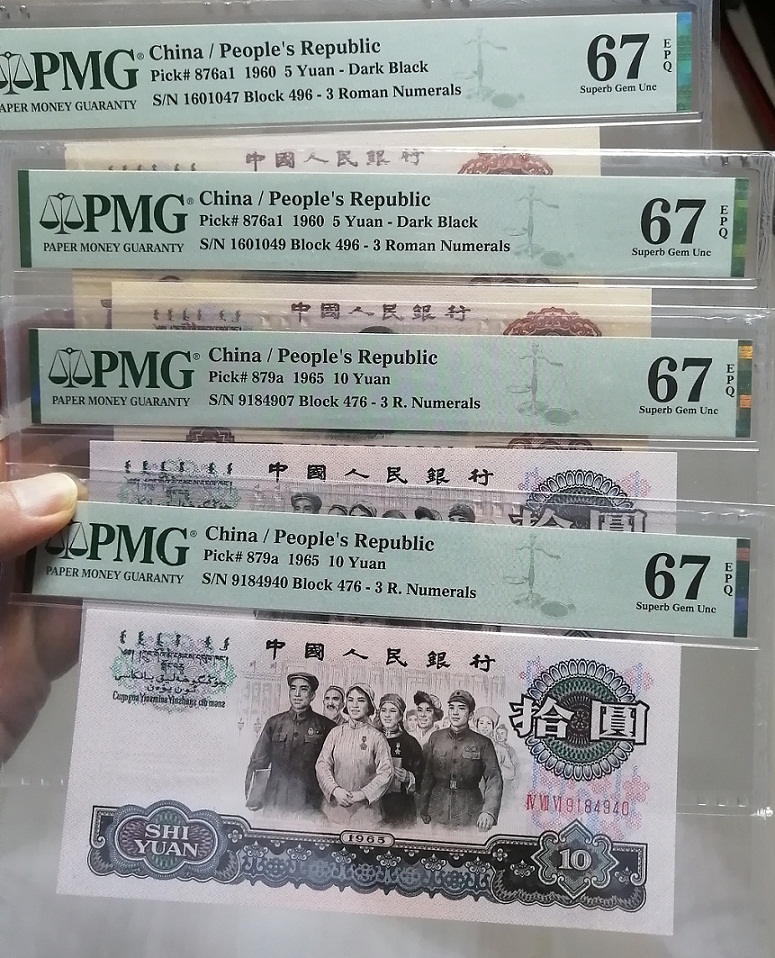 PMG®
PAPER MONEY GUARANTY
China / People's Republic
Pick# 876a1 1960 5 Yuan - Dark Black
S/N 1601047 Block 496 - 3 Roman Numerals
67
EPQ
Superb Gem Unc
中國人民銀行
PMG®
PAPER MONEY GUARANTY
China / People's Republic
Pick# 876a1 1960 5 Yuan - Dark Black
S/N 1601049 Block 496 - 3 Roman Numerals
67
EPQ
Superb Gem Unc
中國人民銀行
PMG®
PAPER MONEY GUARANTY
China / People's Republic
Pick# 879a 1965 10 Yuan
S/N 9184907 Block 476 - 3 R. Numerals
67
EPQ
Superb Gem Unc
中國人民銀行
拾圓
PMG®
PAPER MONEY GUARANTY
China / People's Republic
Pick# 879a 1965 10 Yuan
S/N 9184940 Block 476 - 3 R. Numerals
67
EPQ
Superb Gem Unc
中國人民銀行
拾圓
IV VII VI 9184940
SHI
YUAN
1965
10